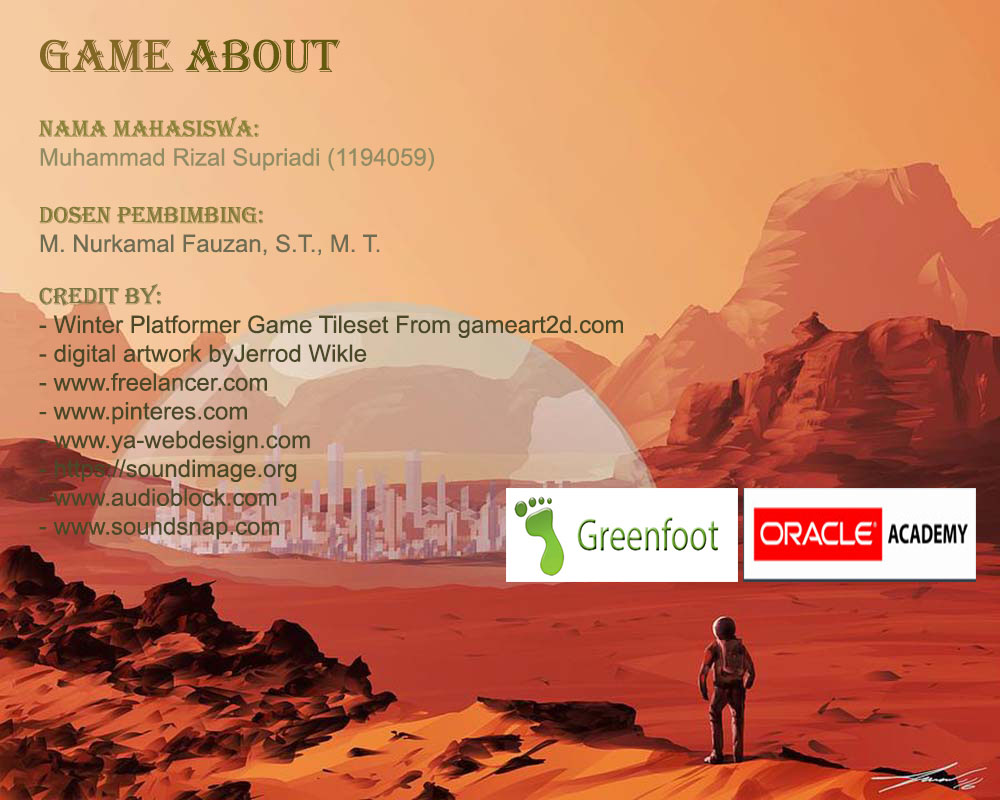 GAME ABOUT
NAMA MAHASISWA:
Muhammad Rizal Supriadi (1194059)
DOSEN PEMBIMBING:
M. Nurkamal Fauzan, S.T., M. T.
CREDIT BY:
- Winter Platformer Game Tileset From gameart2d.com
- digital artwork byJerrod Wikle
- www.freelancer.com
- www.pinteres.com
- www.ya-webdesign.com
- https://soundimage.org
- www.audioblock.com
- www.soundsnap.com
Greenfoot
ORACLE® ACADEMY